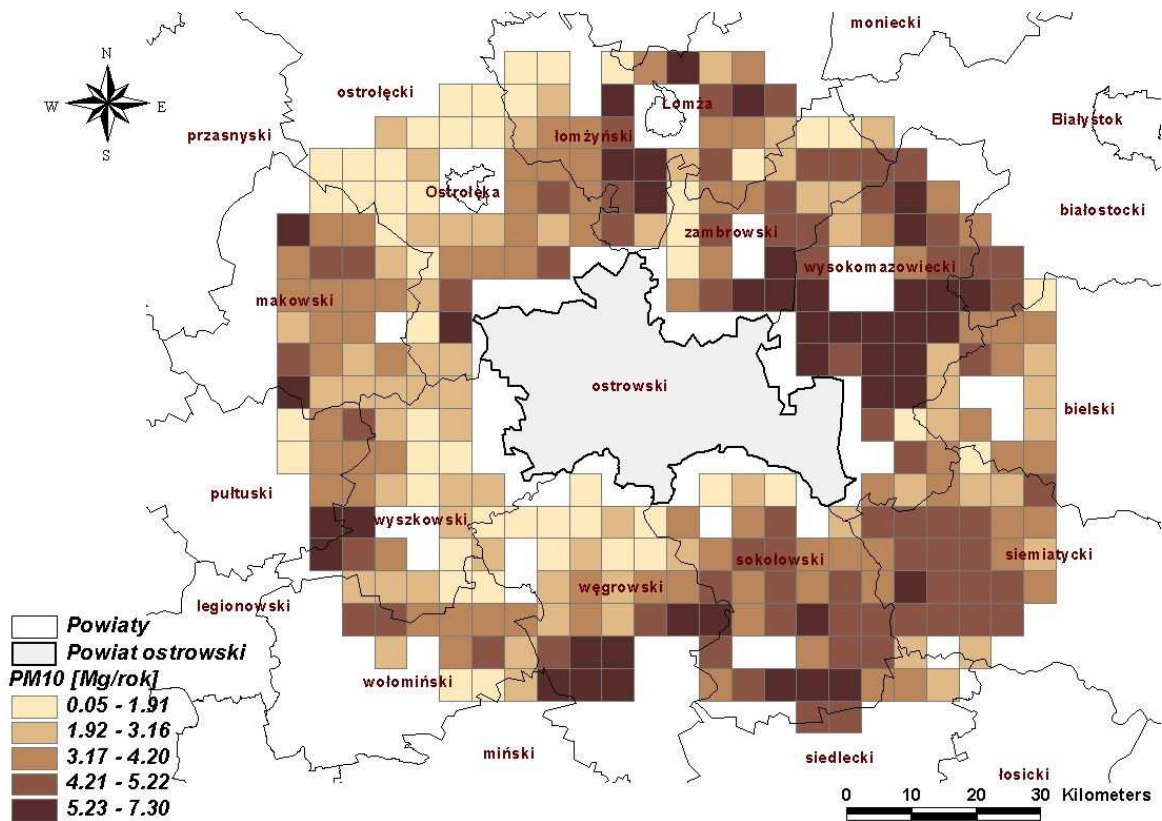 moniecki
N
ostrołęcki
W
E
Łomża
Białystok
przasnyski
łomżyński
S
Ostrołęka
białostocki
zambrowski
wysokomazowiecki
makowski
ostrowski
bielski
pułtuski
wyszkowski
sokołowski
siemiatycki
węgrowski
legionowski
Powiaty
Powiat ostrowski
PM10 [Mg/rok]
wołomiński
0.05 - 1.91
1.92 - 3.16
3.17 - 4.20
4.21 - 5.22
5.23 - 7.30
miński
siedlecki
łosicki
0 10 20 30 Kilometers